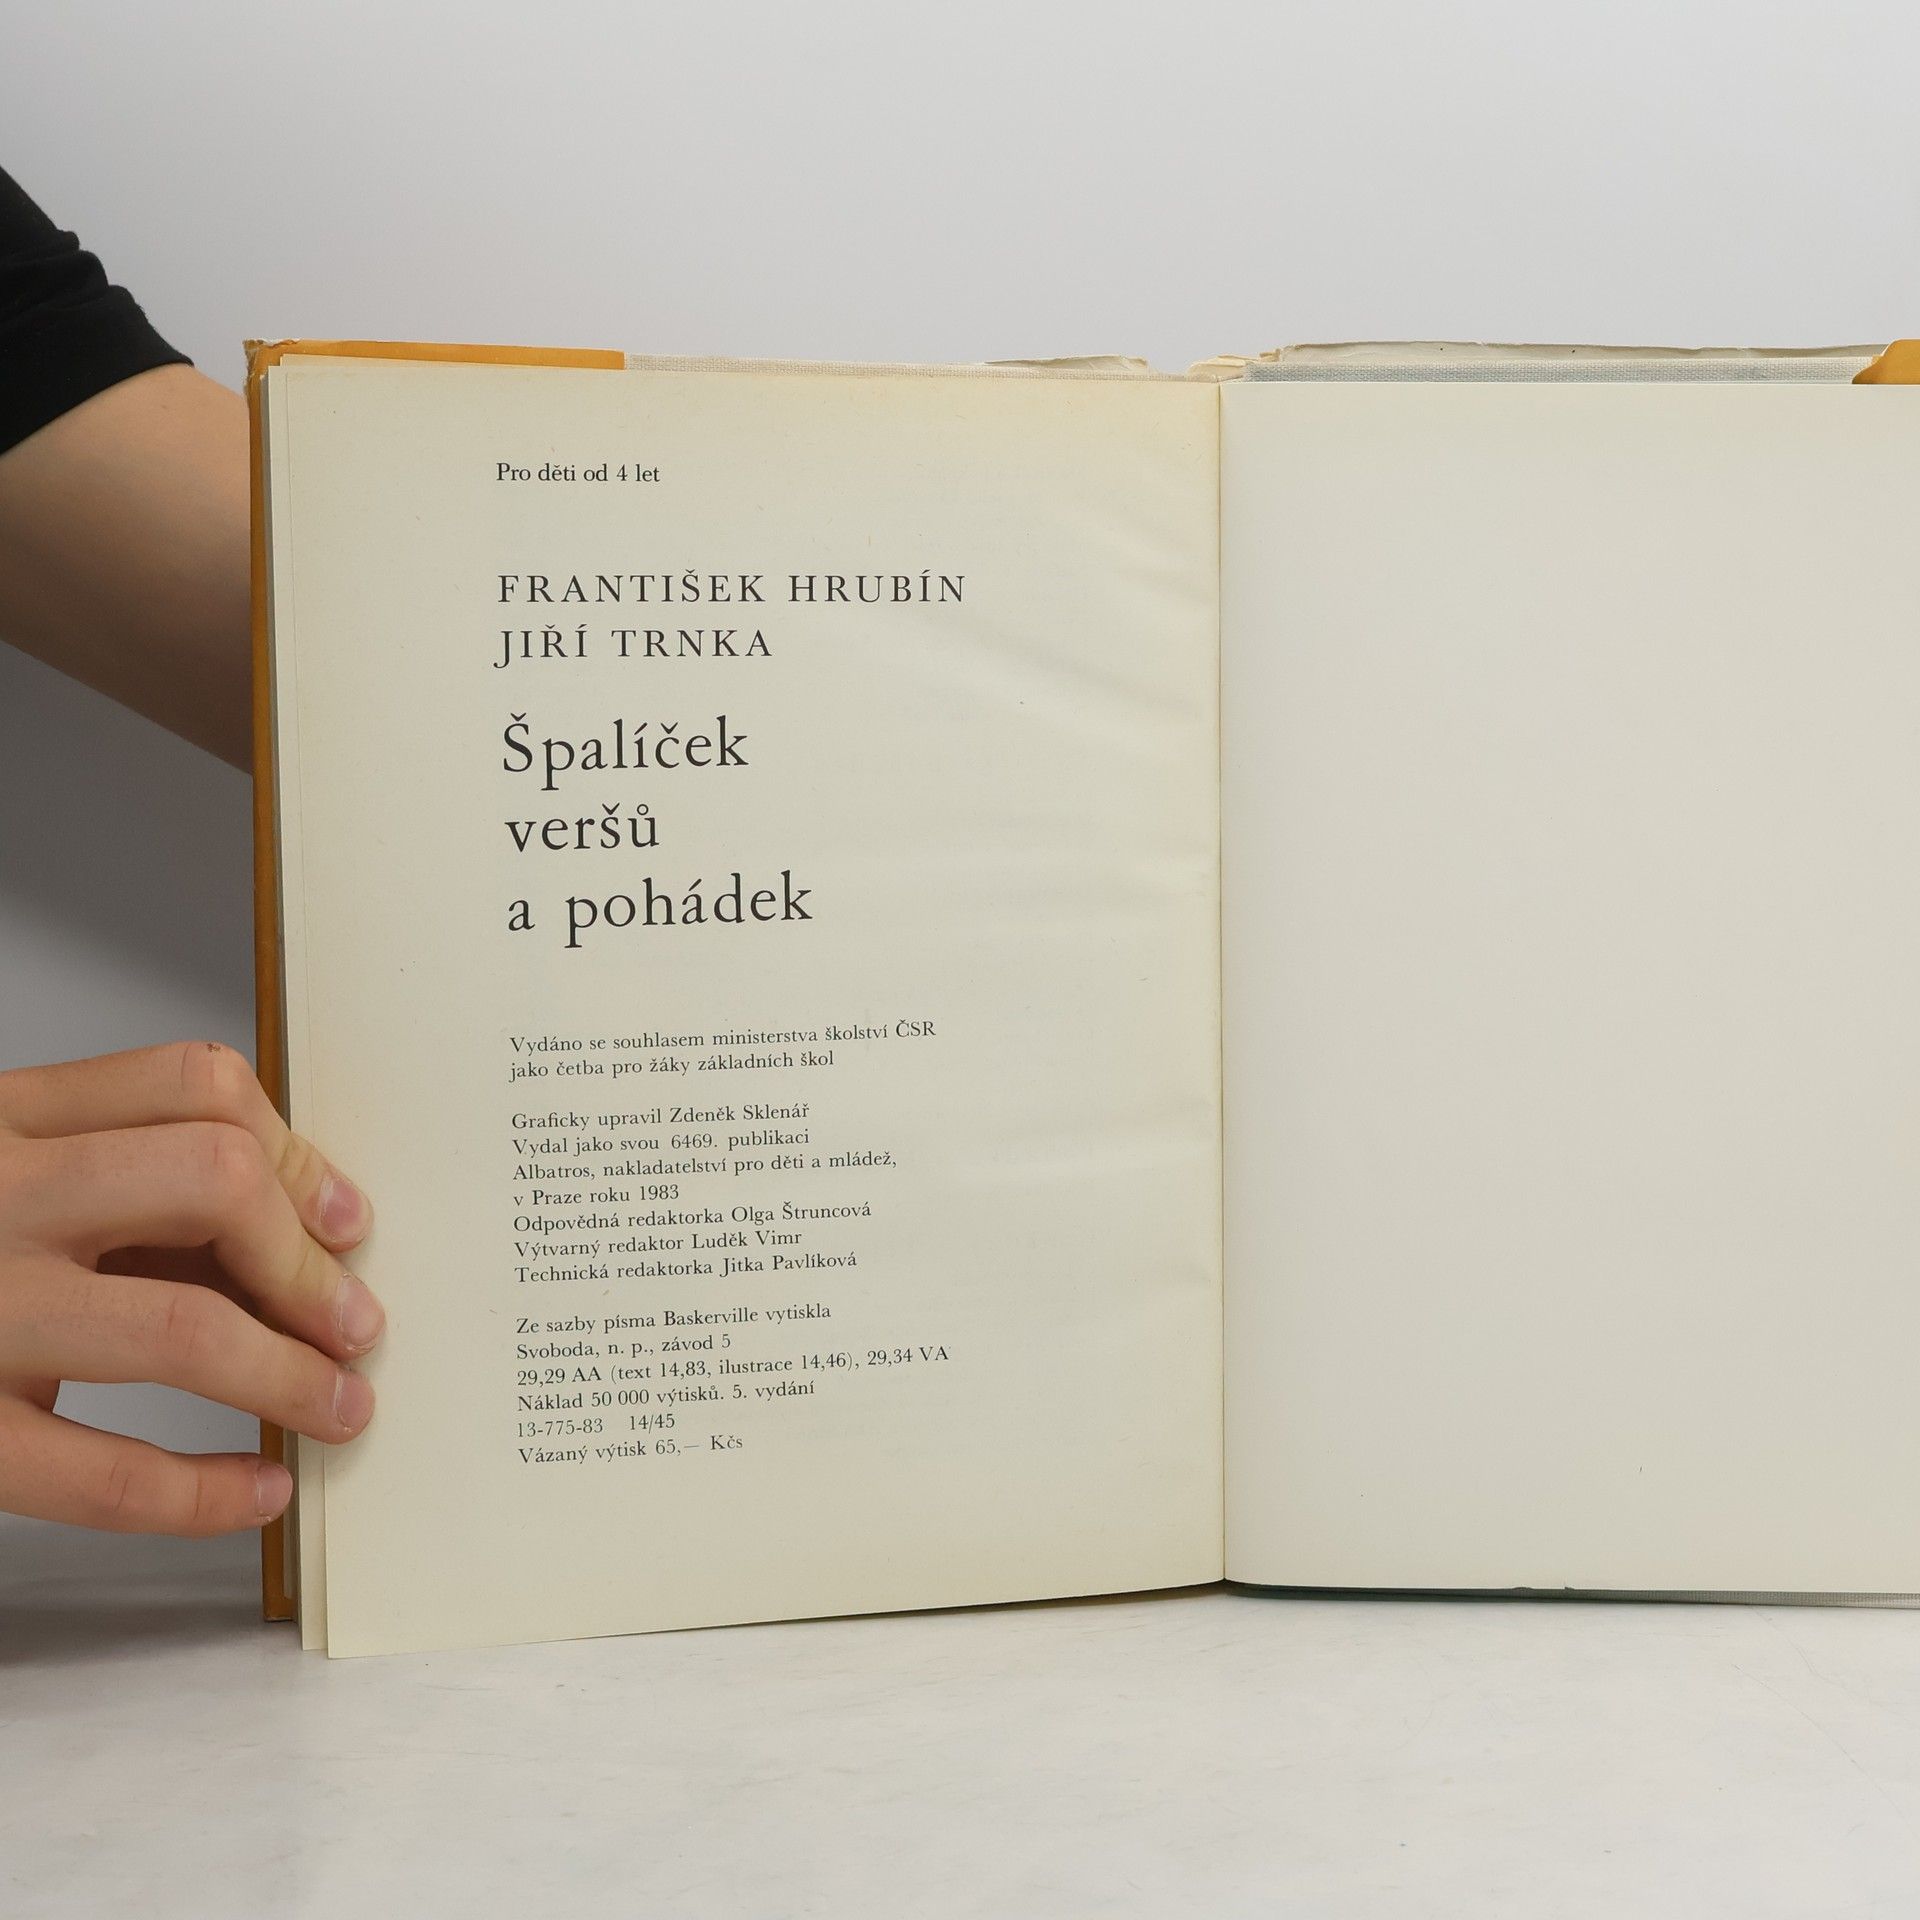 Pro děti od 4 let
FRANTIŠEK HRUBÍN
JIŘÍ TRNKA
Špalíček
veršů
a pohádek
Vydáno se souhlasem ministerstva školství ČSR
jako četba pro žáky základních škol
Graficky upravil Zdeněk Sklenář
Vydal jako svou 6469. publikaci
Albatros, nakladatelství pro děti a mládež,
v Praze roku 1983
Odpovědná redaktorka Olga Štruncová
Výtvarný redaktor Luděk Vimr
Technická redaktorka Jitka Pavlíková
Ze sazby písma Baskerville vytiskla
Svoboda, n. p., závod 5
29,29 AA (text 14,83, ilustrace 14,46), 29,34 VA
Náklad 50 000 výtisků. 5. vydání
13-775-83 14/45
Vázaný výtisk 65,— Kčs